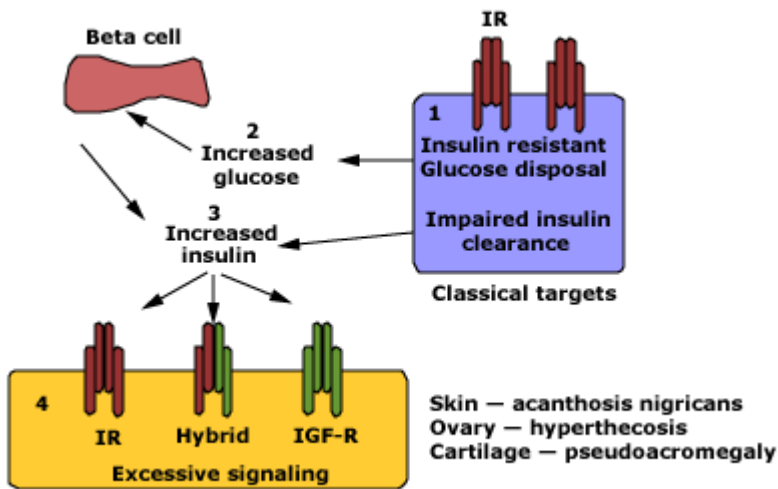 Beta cell
IR
1
Insulin resistant
Glucose disposal
Impaired insulin
clearance
Classical targets
2
Increased
glucose
3
Increased
insulin
4
IR
Hybrid
IGF-R
Excessive signaling
Skin — acanthosis nigricans
Ovary — hyperthecosis
Cartilage — pseudoacromegaly